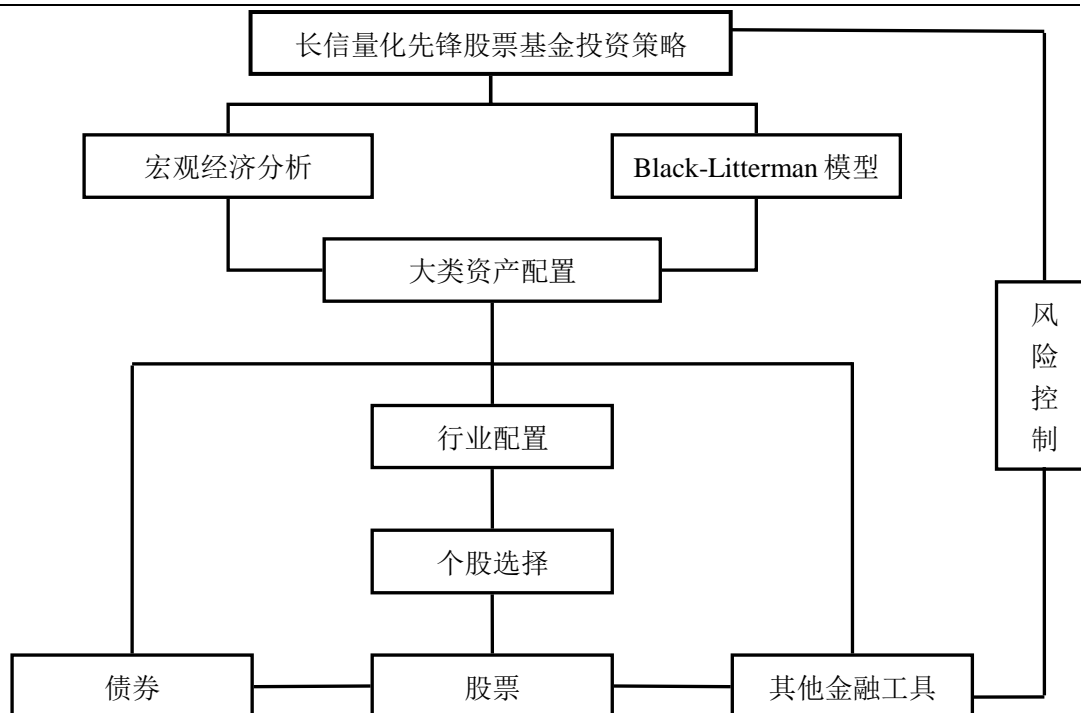 长信量化先锋股票基金投资策略
宏观经济分析
Black-Litterman 模型
大类资产配置
风
险
控
制
行业配置
个股选择
债券
股票
其他金融工具